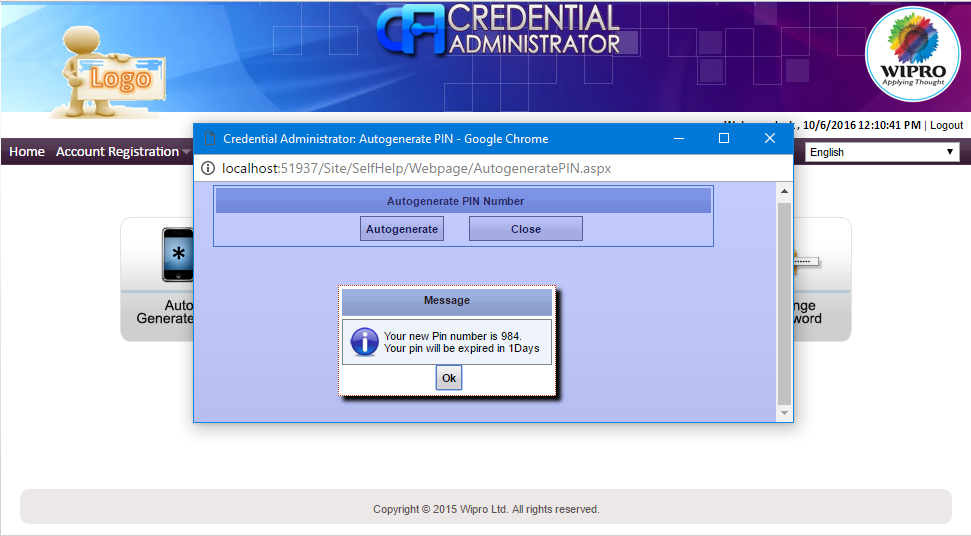 CREDENTIAL
ADMINISTRATOR
Logo
WIPRO
Applying Thought
, 10/6/2016 12:10:41 PM | Logout
Home Account Registration
English
Credential Administrator: Autogenerate PIN - Google Chrome
localhost:51937/Site/SelfHelp/Webpage/AutogeneratePIN.aspx
Autogenerate PIN Number
Autogenerate Close
Message
Your new Pin number is 984.
Your pin will be expired in 1Days
Ok
*
Auto
Generate
nge
word
Copyright © 2015 Wipro Ltd. All rights reserved.